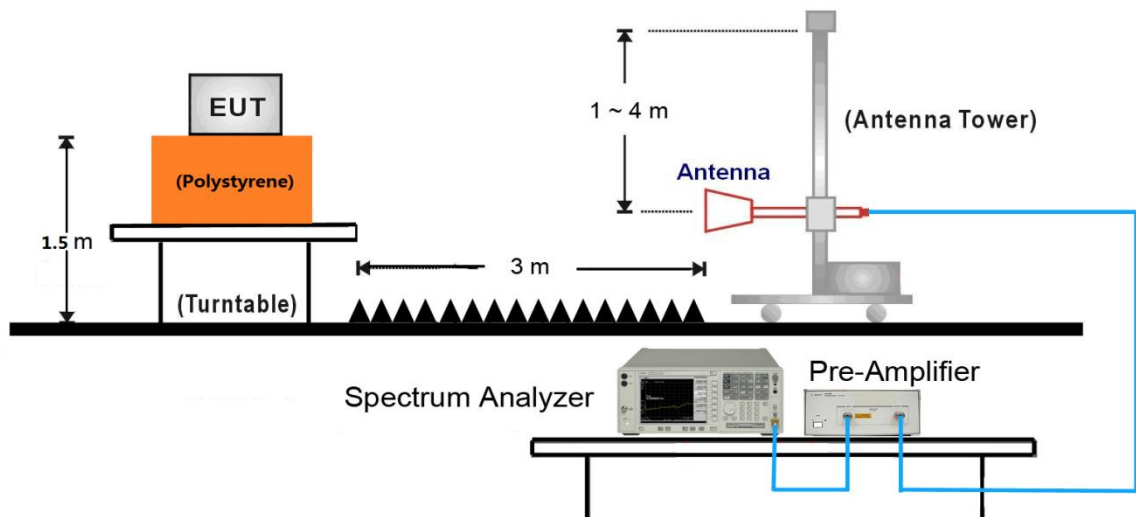 EUT
(Polystyrene)
1.5 m
(Turntable)
3 m
1 ~ 4 m
Antenna
(Antenna Tower)
Spectrum Analyzer
Pre-Amplifier